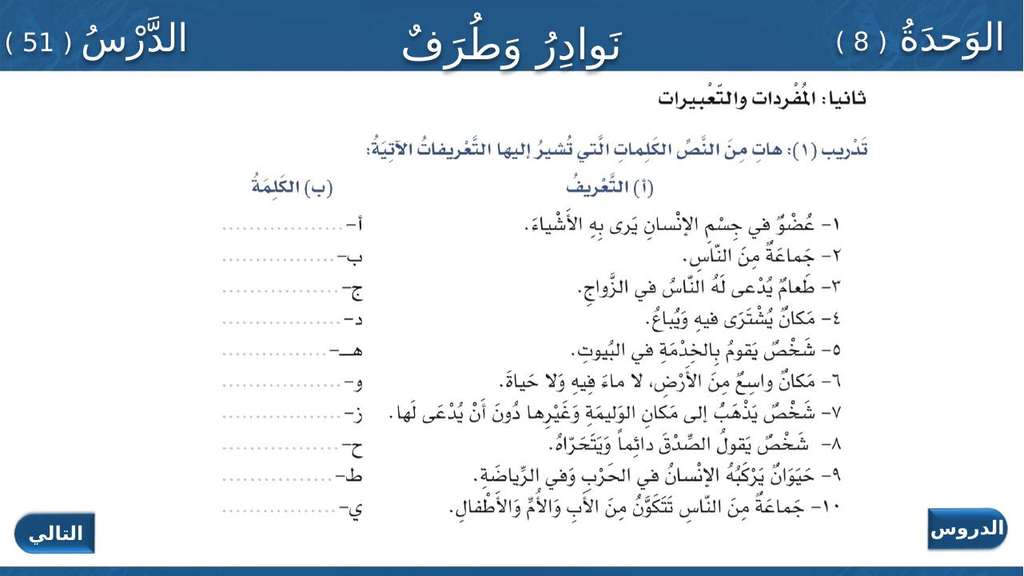 الوَحدَةُ ( 8 )
نَوادِرُ وَطُرَفٌ
الدَّرْسُ ( 51 )
ثانيا: المُفْردات والتّعْبيرات
تَدْريب (١): هاتِ مِنَ النَّصِّ الكَلِماتِ الَّتي تُشيرُ إليها التَّعْريفاتُ الآتِيَةُ:
(أ) التَّعْريفُ (ب) الكَلِمَةُ
١- عُضْوٌ في جِسْمِ الإنْسانِ يَرى بِهِ الأَشْياءَ. أ- .................
٢- جَماعَةٌ مِنَ النّاسِ. ب- .................
٣- طَعامٌ يُدْعى لَهُ النّاسُ في الزَّواجِ. ج- .................
٤- مَكانٌ يُشْتَرَى فيهِ وَيُباعُ. د- .................
٥- شَخْصٌ يَقومُ بِالخِدْمَةِ في البُيوتِ. هـ- ................
٦- مَكانٌ واسِعٌ مِنَ الأَرْضِ، لا ماءَ فِيهِ وَلا حَياةَ. و- .................
٧- شَخْصٌ يَذْهَبُ إلى مَكانِ الوَليمَةِ وَغَيْرِها دُونَ أَنْ يُدْعَى لَها. ز- .................
٨- شَخْصٌ يَقولُ الصِّدْقَ دائِماً وَيَتَحَرّاهُ. ح- .................
٩- حَيَوَانٌ يَرْكَبُهُ الإنْسانُ في الحَرْبِ وَفي الرِّياضَةِ. ط- ................
١٠- جَماعَةٌ مِنَ النّاسِ تَتَكَوَّنُ مِنَ الأَبِ وَالأُمِّ وَالأَطْفالِ. ي- .................
الدروس
التالي